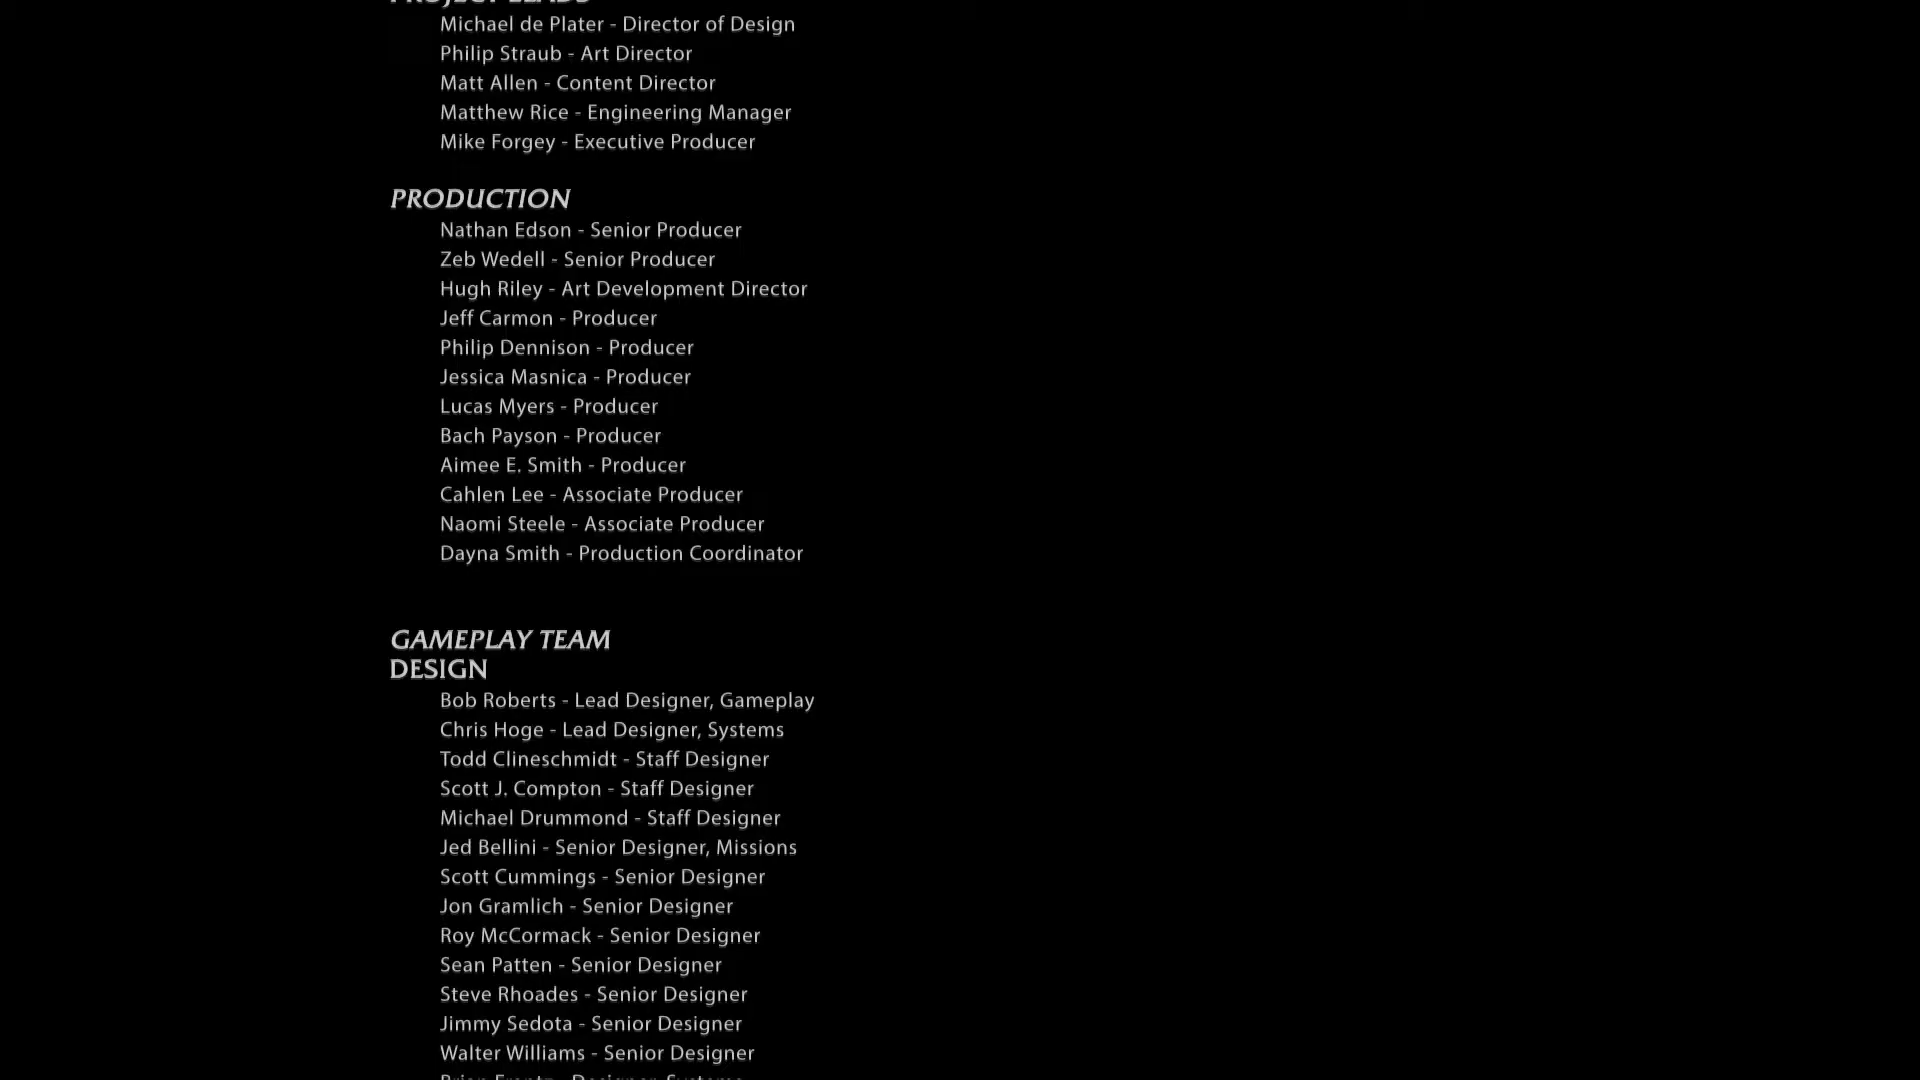 PROJECT LEADS
Michael de Plater - Director of Design
Philip Straub - Art Director
Matt Allen - Content Director
Matthew Rice - Engineering Manager
Mike Forgey - Executive Producer
PRODUCTION
Nathan Edson - Senior Producer
Zeb Wedell - Senior Producer
Hugh Riley - Art Development Director
Jeff Carmon - Producer
Philip Dennison - Producer
Jessica Masnica - Producer
Lucas Myers - Producer
Bach Payson - Producer
Aimee E. Smith - Producer
Cahlen Lee - Associate Producer
Naomi Steele - Associate Producer
Dayna Smith - Production Coordinator
GAMEPLAY TEAM
DESIGN
Bob Roberts - Lead Designer, Gameplay
Chris Hoge - Lead Designer, Systems
Todd Clineschmidt - Staff Designer
Scott J. Compton - Staff Designer
Michael Drummond - Staff Designer
Jed Bellini - Senior Designer, Missions
Scott Cummings - Senior Designer
Jon Gramlich - Senior Designer
Roy McCormack - Senior Designer
Sean Patten - Senior Designer
Steve Rhoades - Senior Designer
Jimmy Sedota - Senior Designer
Walter Williams - Senior Designer